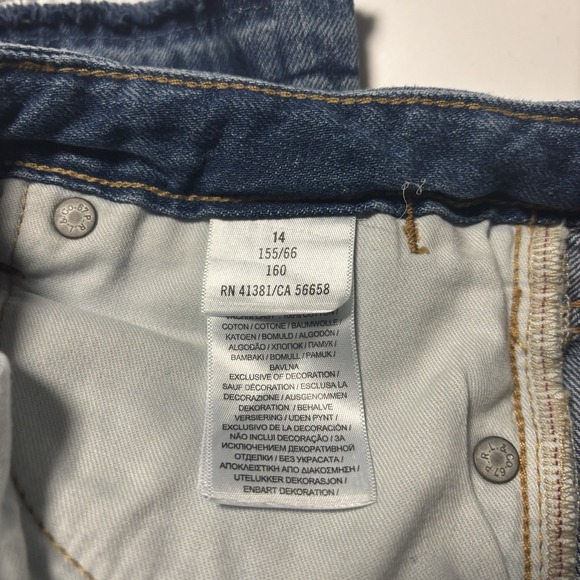 14
155/66
160
RN 41381/CA 56658
COTON / COTONE / BAUMWOLLE /
KATOEN / BOMULD / ALGODÓN /
ALGODÃO / ХЛОПОК / ПАМУК /
BAMBAKI / BOMULL / PAMUK /
BAVLNA
EXCLUSIVE OF DECORATION /
SAUF DÉCORATION / ESCLUSA LA
DECORAZIONE / AUSGENOMMEN
DEKORATION / BEHALVE
VERSIERING / UDEN PYNT /
EXCLUSIVO DE LA DECORACIÓN /
NÃO INCLUI DECORAÇÃO / ЗА
ИСКЛЮЧЕНИЕМ ДЕКОРАТИВНОЙ
ОТДЕЛКИ / БЕЗ УКРАСАТА /
ΑΠΟΚΛΕΙΣΤΙΚΗ ΑΠΟ ΔΙΑΚΟΣΜΗΣΗ /
UTELUKKER DEKORASJON /
ENBART DEKORATION /